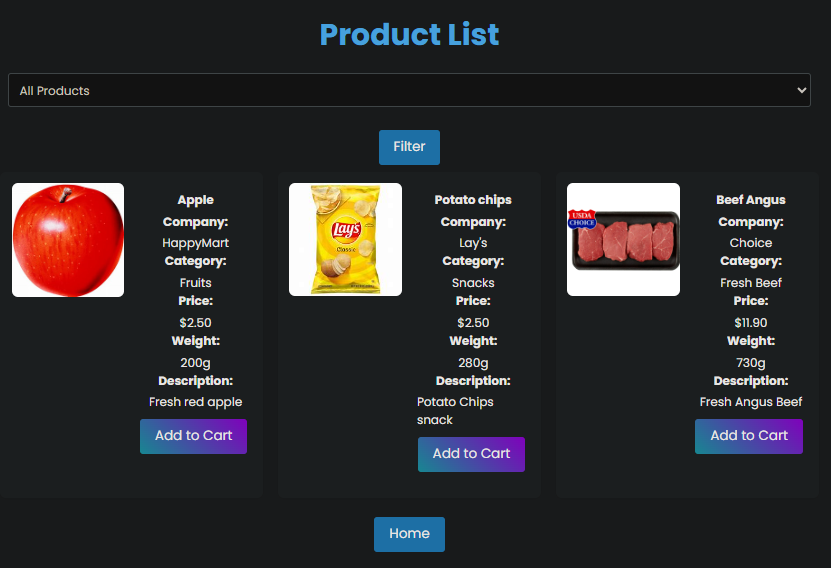 Product List
All Products
Filter
Apple
Company:
HappyMart
Category:
Fruits
Price:
$2.50
Weight:
200g
Description:
Fresh red apple
Add to Cart
Lay's
Classic
Potato chips
Company:
Lay's
Category:
Snacks
Price:
$2.50
Weight:
280g
Description:
Potato Chips
snack
Add to Cart
USDA
CHOICE
Beef Angus
Company:
Choice
Category:
Fresh Beef
Price:
$11.90
Weight:
730g
Description:
Fresh Angus Beef
Add to Cart
Home